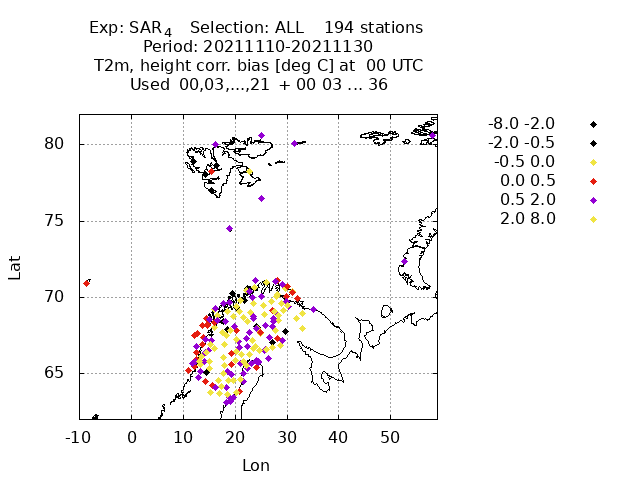 Exp: SAR4   Selection: ALL    194 stations
Period: 20211110-20211130
T2m, height corr. bias [deg C] at  00 UTC
Used  00,03,...,21  + 00 03 ... 36
-8.0 -2.0
-2.0 -0.5
-0.5 0.0
0.0 0.5
0.5 2.0
2.0 8.0
80
75
70
65
Lat
-10 0 10 20 30 40 50
Lon